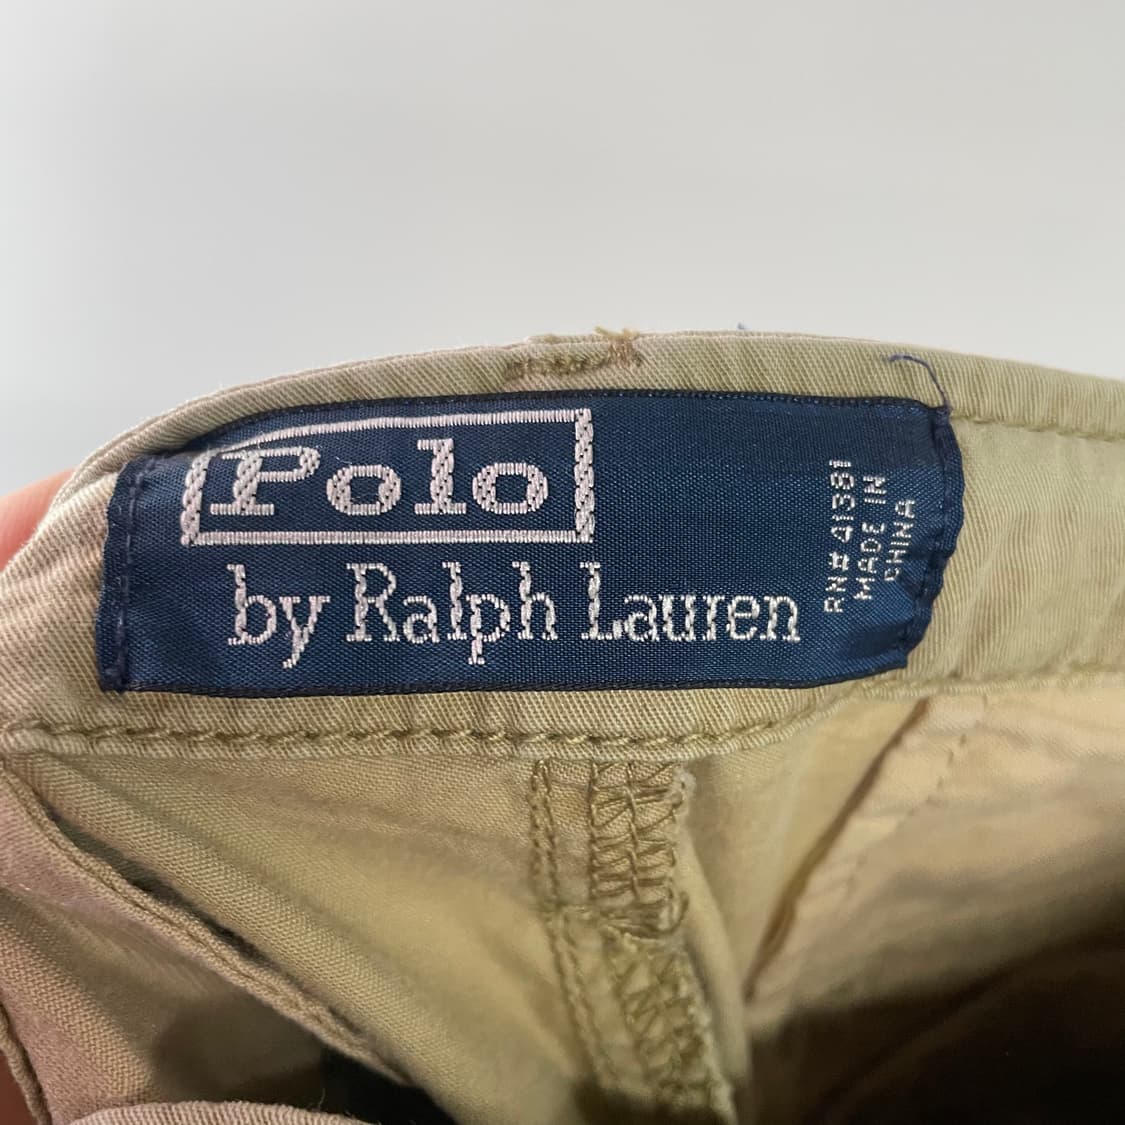 Polo
by Ralph Lauren
RN# 41381
MADE IN
CHINA